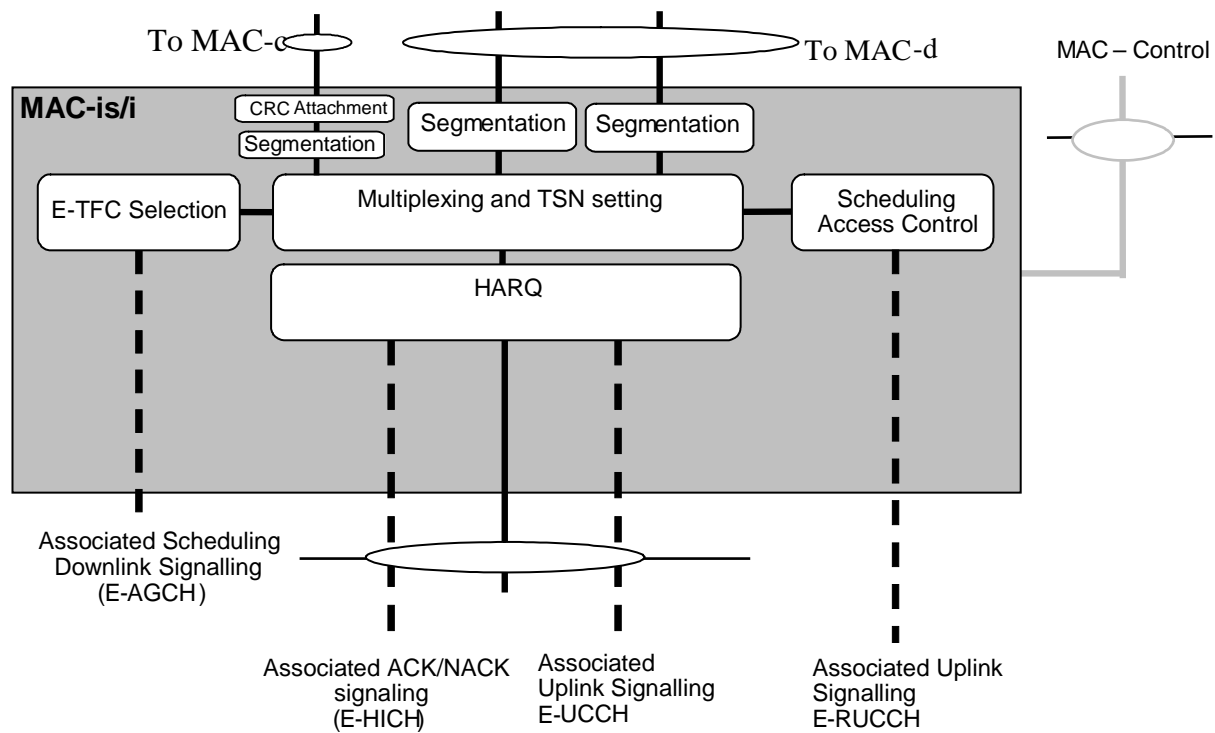 To MAC-c
To MAC-d
MAC – Control
MAC-is/i
CRC Attachment
Segmentation
Segmentation
Segmentation
E-TFC Selection
Multiplexing and TSN setting
Scheduling
Access Control
HARQ
Associated Scheduling
Downlink Signalling
(E-AGCH)
Associated ACK/NACK
signaling
(E-HICH)
Associated
Uplink Signalling
E-UCCH
Associated Uplink
Signalling
E-RUCCH